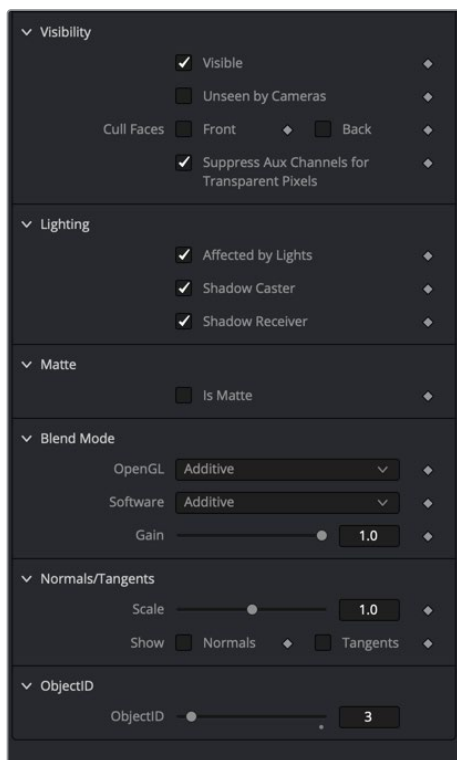 Visibility
Visible
Unseen by Cameras
Cull Faces Front Back
Suppress Aux Channels for
Transparent Pixels
Lighting
Affected by Lights
Shadow Caster
Shadow Receiver
Matte
Is Matte
Blend Mode
OpenGL Additive
Software Additive
Gain 1.0
Normals/Tangents
Scale 1.0
Show Normals Tangents
ObjectID
ObjectID 3